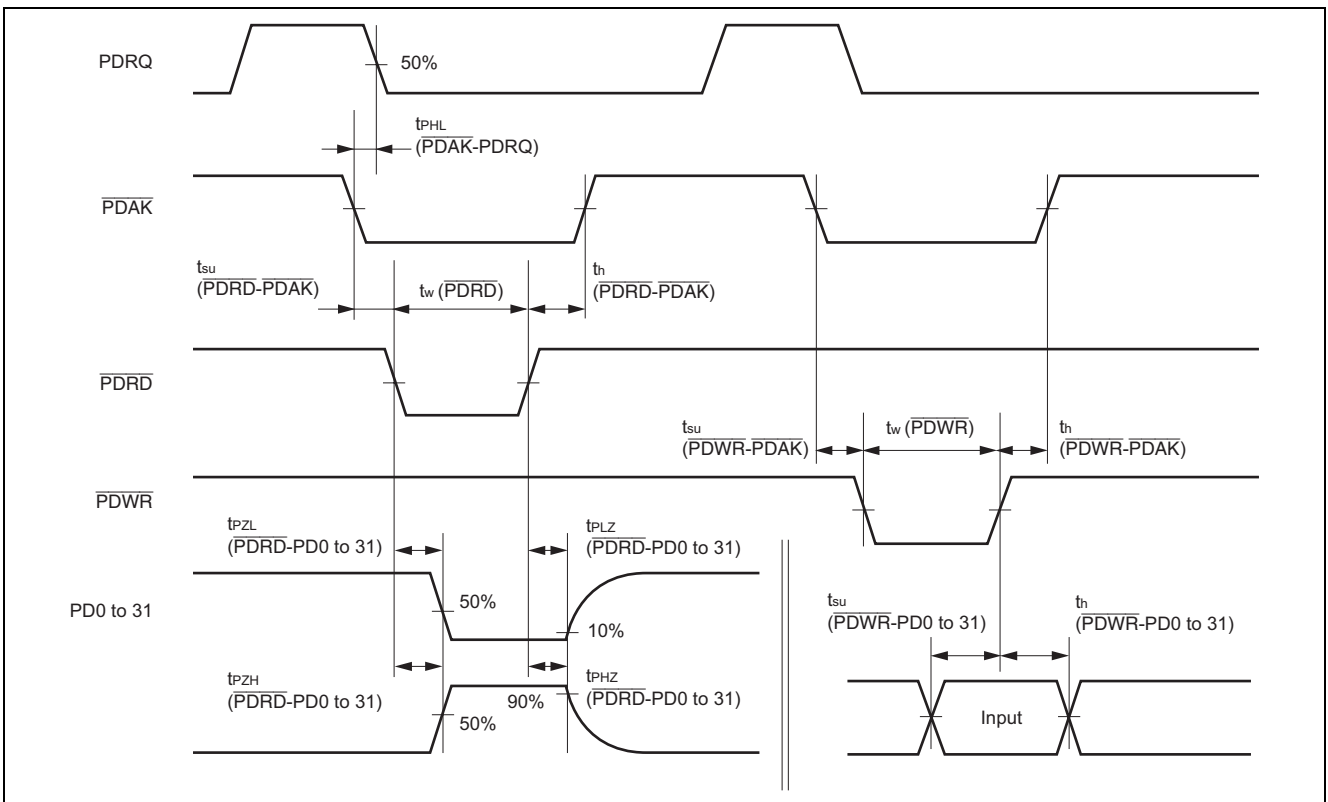 PDRQ
50%
tPHL
(PDAK-PDRQ)
PDAK
tsu
(PDRD-PDAK)
tw (PDRD)
th
(PDRD-PDAK)
PDRD
tsu
(PDWR-PDAK)
tw (PDWR)
th
(PDWR-PDAK)
PDWR
tPZL
(PDRD-PD0 to 31)
tPLZ
(PDRD-PD0 to 31)
PD0 to 31
50%
10%
tsu
(PDWR-PD0 to 31)
th
(PDWR-PD0 to 31)
tPZH
(PDRD-PD0 to 31)
50%
90%
tPHZ
(PDRD-PD0 to 31)
Input